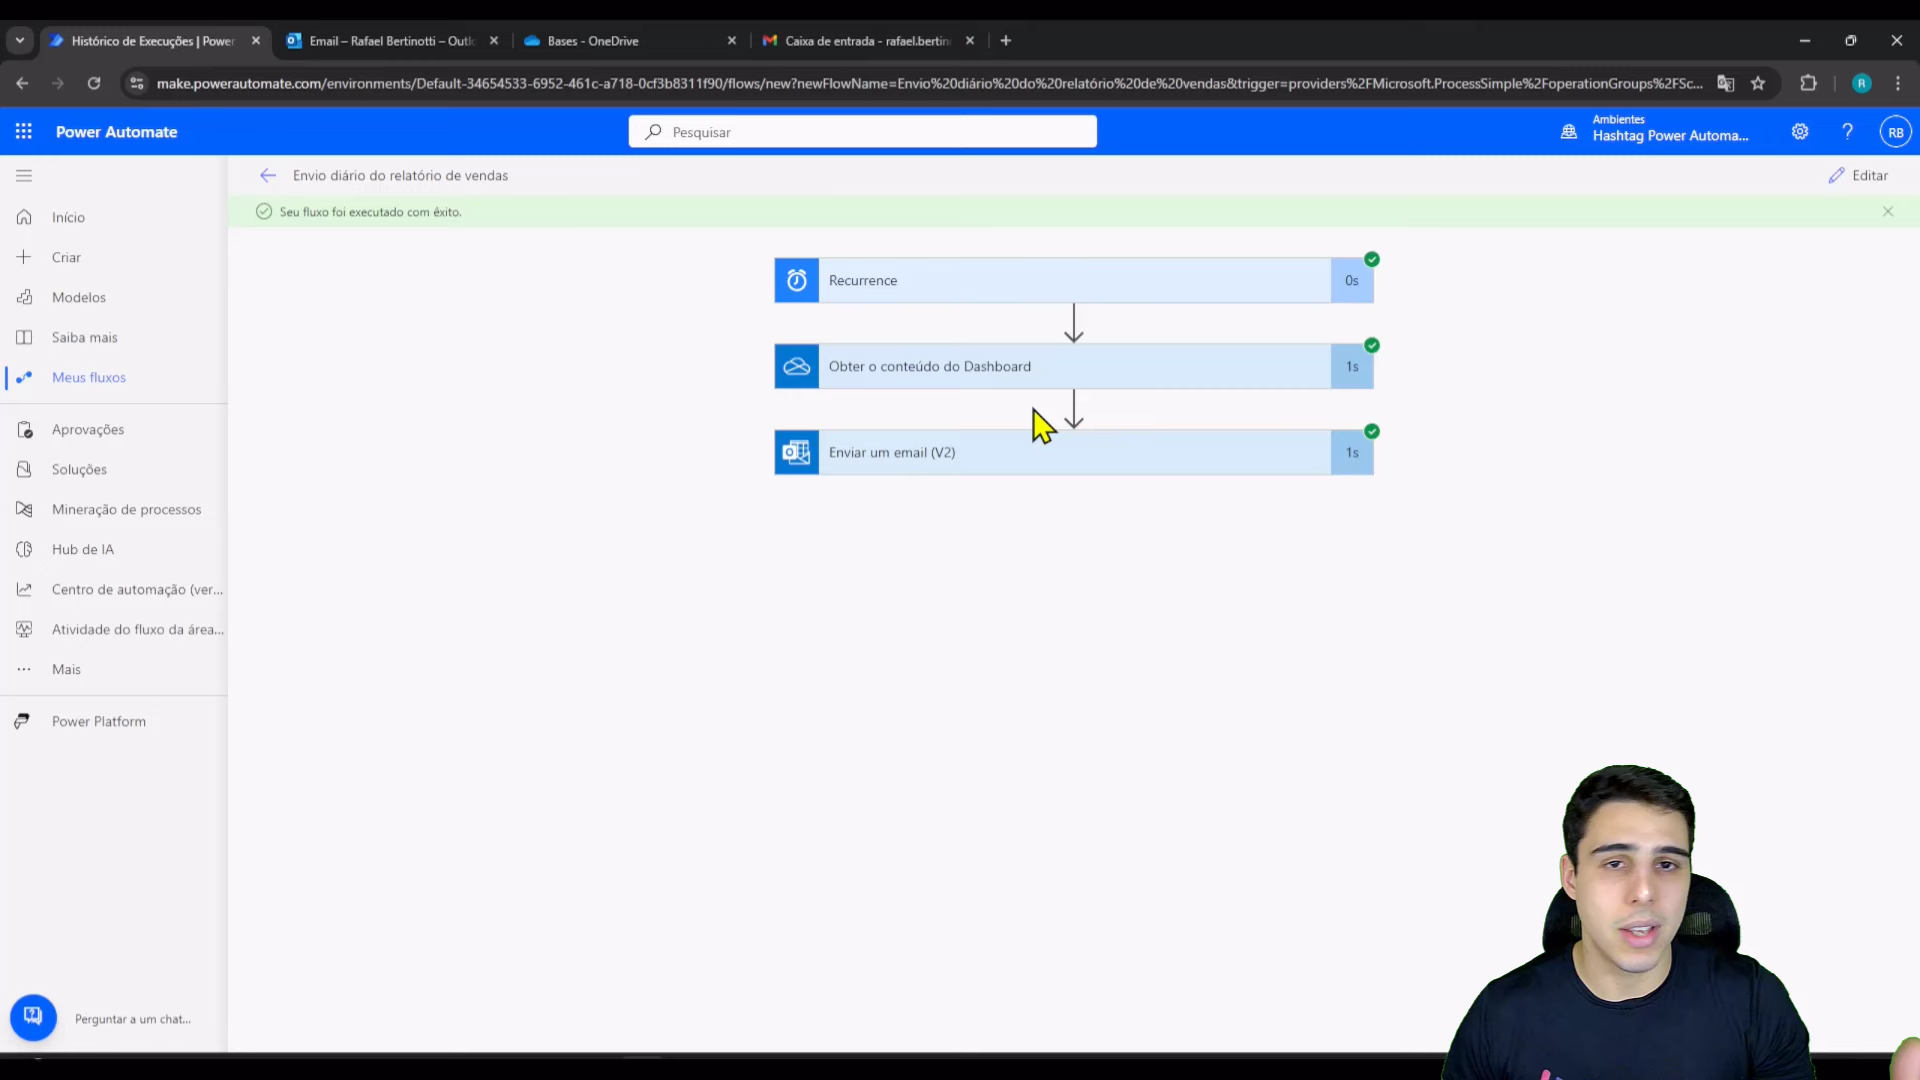 Histórico de Execuções | Power
Email – Rafael Bertinotti – Outl
Bases - OneDrive
Caixa de entrada - rafael.bertin
make.powerautomate.com/environments/Default-34654533-6952-461c-a718-0cf3b8311f90/flows/new?newFlowName=Envio%20diário%20do%20relatório%20de%20vendas&trigger=providers%2FMicrosoft.ProcessSimple%2FoperationGroups%2FSc...
R
Power Automate
Pesquisar
Ambientes
Hashtag Power Automa...
RB
Envio diário do relatório de vendas
Editar
Seu fluxo foi executado com êxito.
Início
Criar
Modelos
Saiba mais
Meus fluxos
Aprovações
Soluções
Mineração de processos
Hub de IA
Centro de automação (ver...
Atividade do fluxo da área...
Mais
Power Platform
Perguntar a um chat...
Recurrence
0s
Obter o conteúdo do Dashboard
1s
Enviar um email (V2)
1s